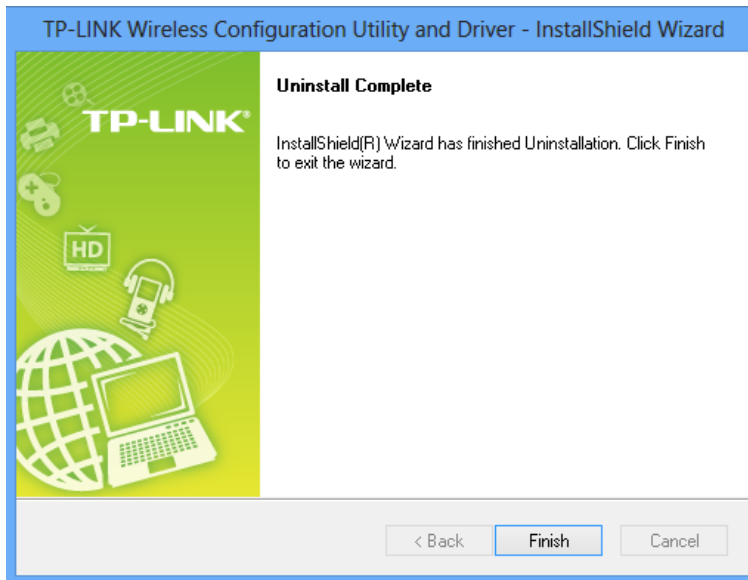 TP-LINK Wireless Configuration Utility and Driver - InstallShield Wizard
TP-LINK®
HD
Uninstall Complete
InstallShield(R) Wizard has finished Uninstallation. Click Finish
to exit the wizard.
< Back
Finish
Cancel